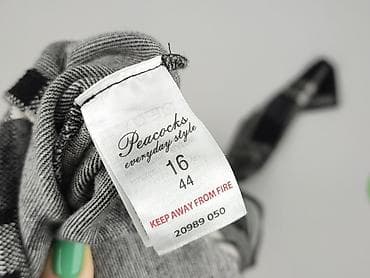 Peacocks
everyday style
16
44
KEEP AWAY FROM FIRE
20989 050